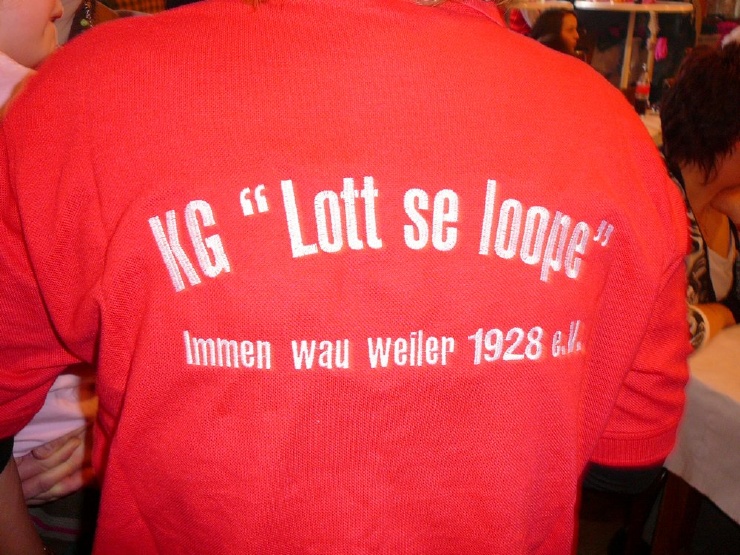 KG “Lott se loope”
Immen wau weiler 1928 e.V.